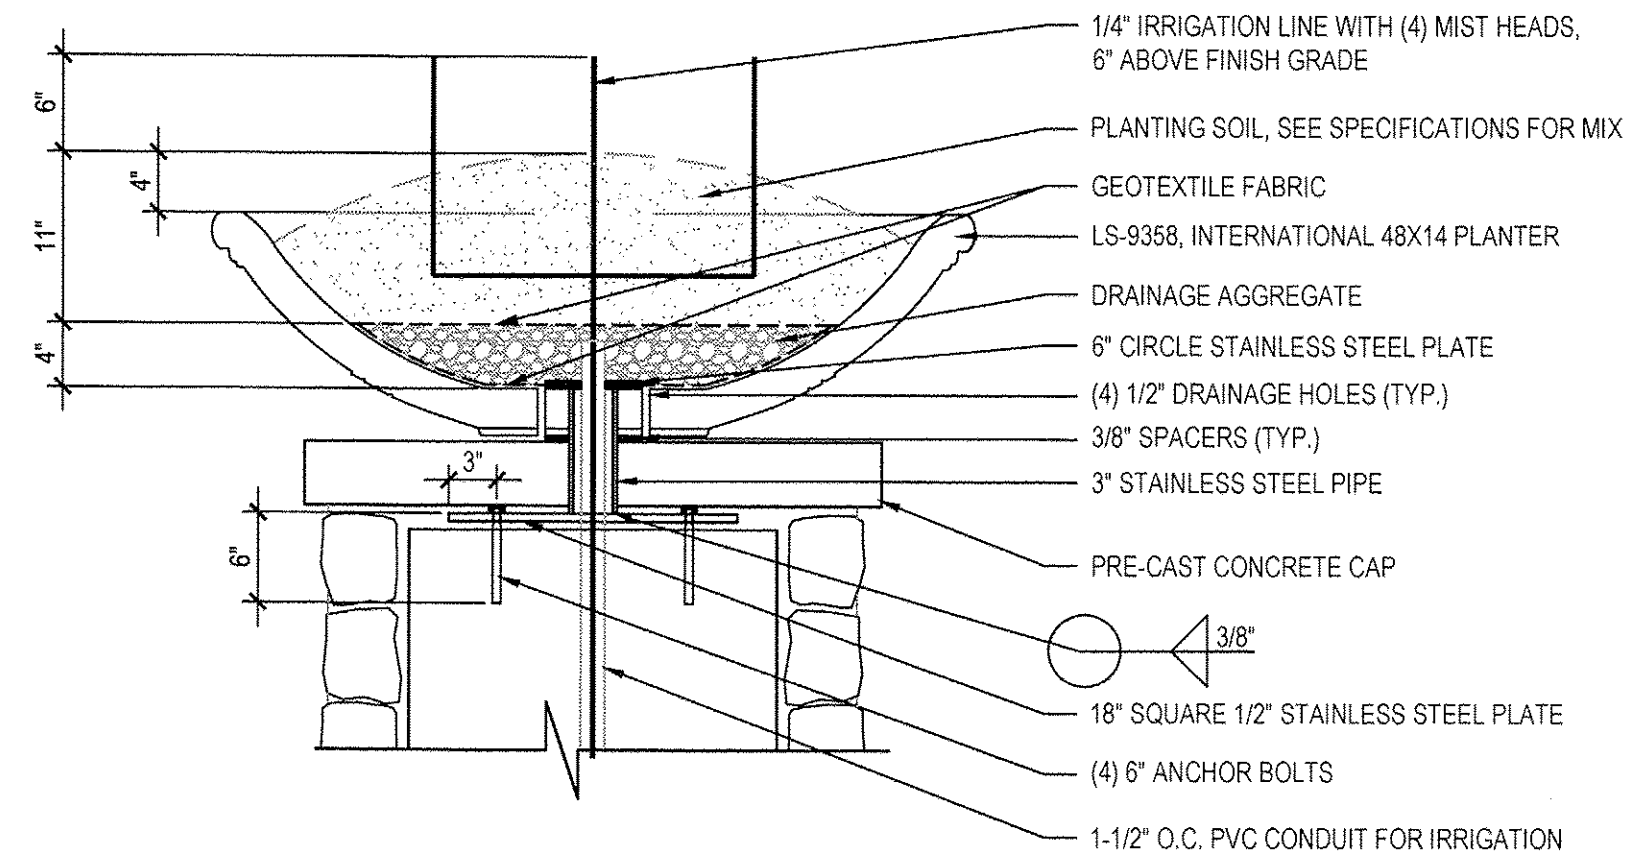 1/4" IRRIGATION LINE WITH (4) MIST HEADS,
6" ABOVE FINISH GRADE
PLANTING SOIL, SEE SPECIFICATIONS FOR MIX
GEOTEXTILE FABRIC
LS-9358, INTERNATIONAL 48X14 PLANTER
DRAINAGE AGGREGATE
6" CIRCLE STAINLESS STEEL PLATE
(4) 1/2" DRAINAGE HOLES (TYP.)
3/8" SPACERS (TYP.)
3" STAINLESS STEEL PIPE
PRE-CAST CONCRETE CAP
3/8"
18" SQUARE 1/2" STAINLESS STEEL PLATE
(4) 6" ANCHOR BOLTS
1-1/2" O.C. PVC CONDUIT FOR IRRIGATION
6"
4"
11"
4"
3"
6"